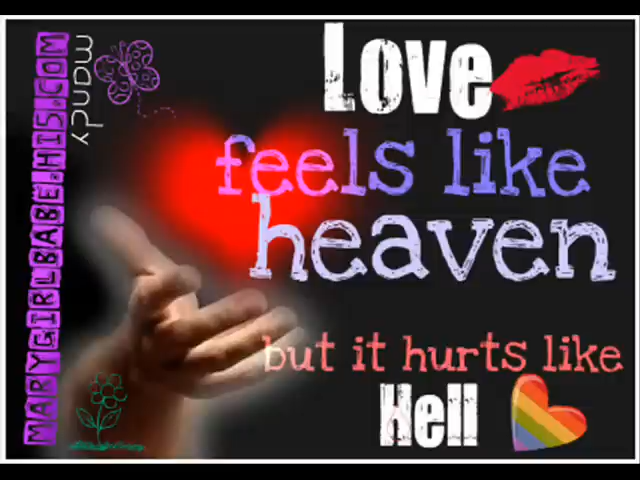 Love
feels like
heaven
but it hurts like
Hell
MARYGIRLBABE.HI5.COM
mandy